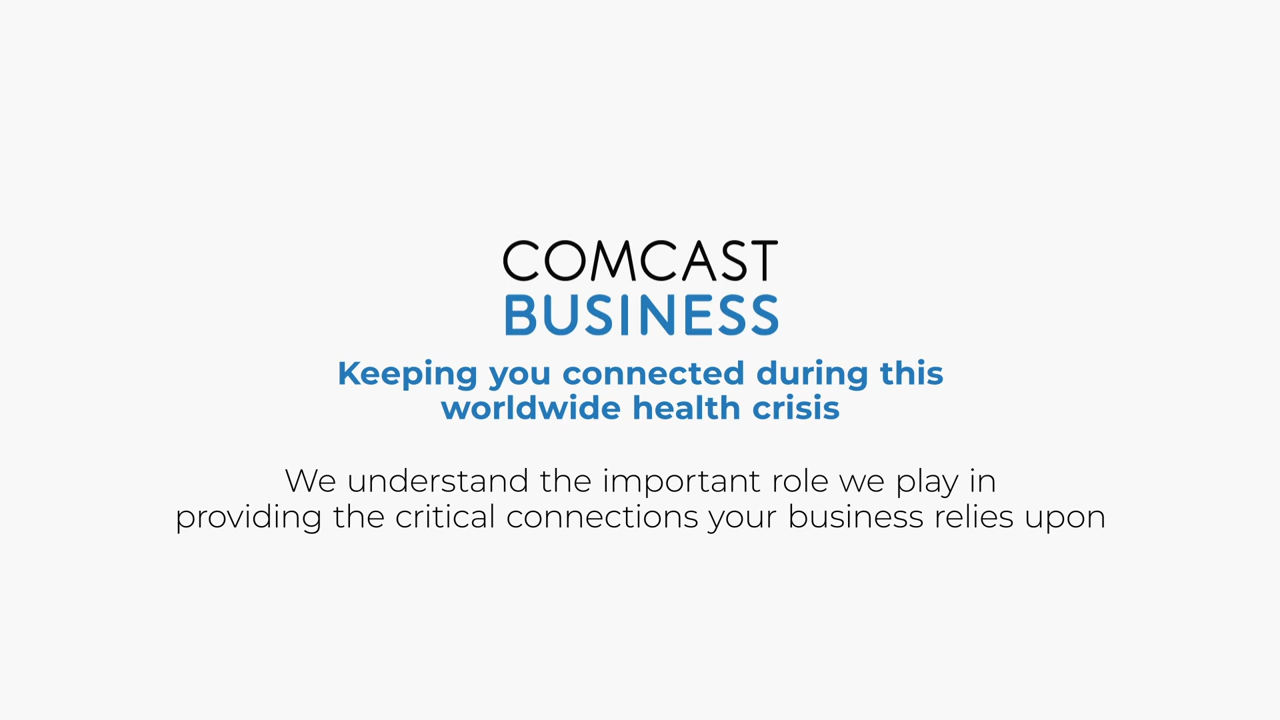 COMCAST
BUSINESS
Keeping you connected during this
worldwide health crisis
We understand the important role we play in
providing the critical connections your business relies upon